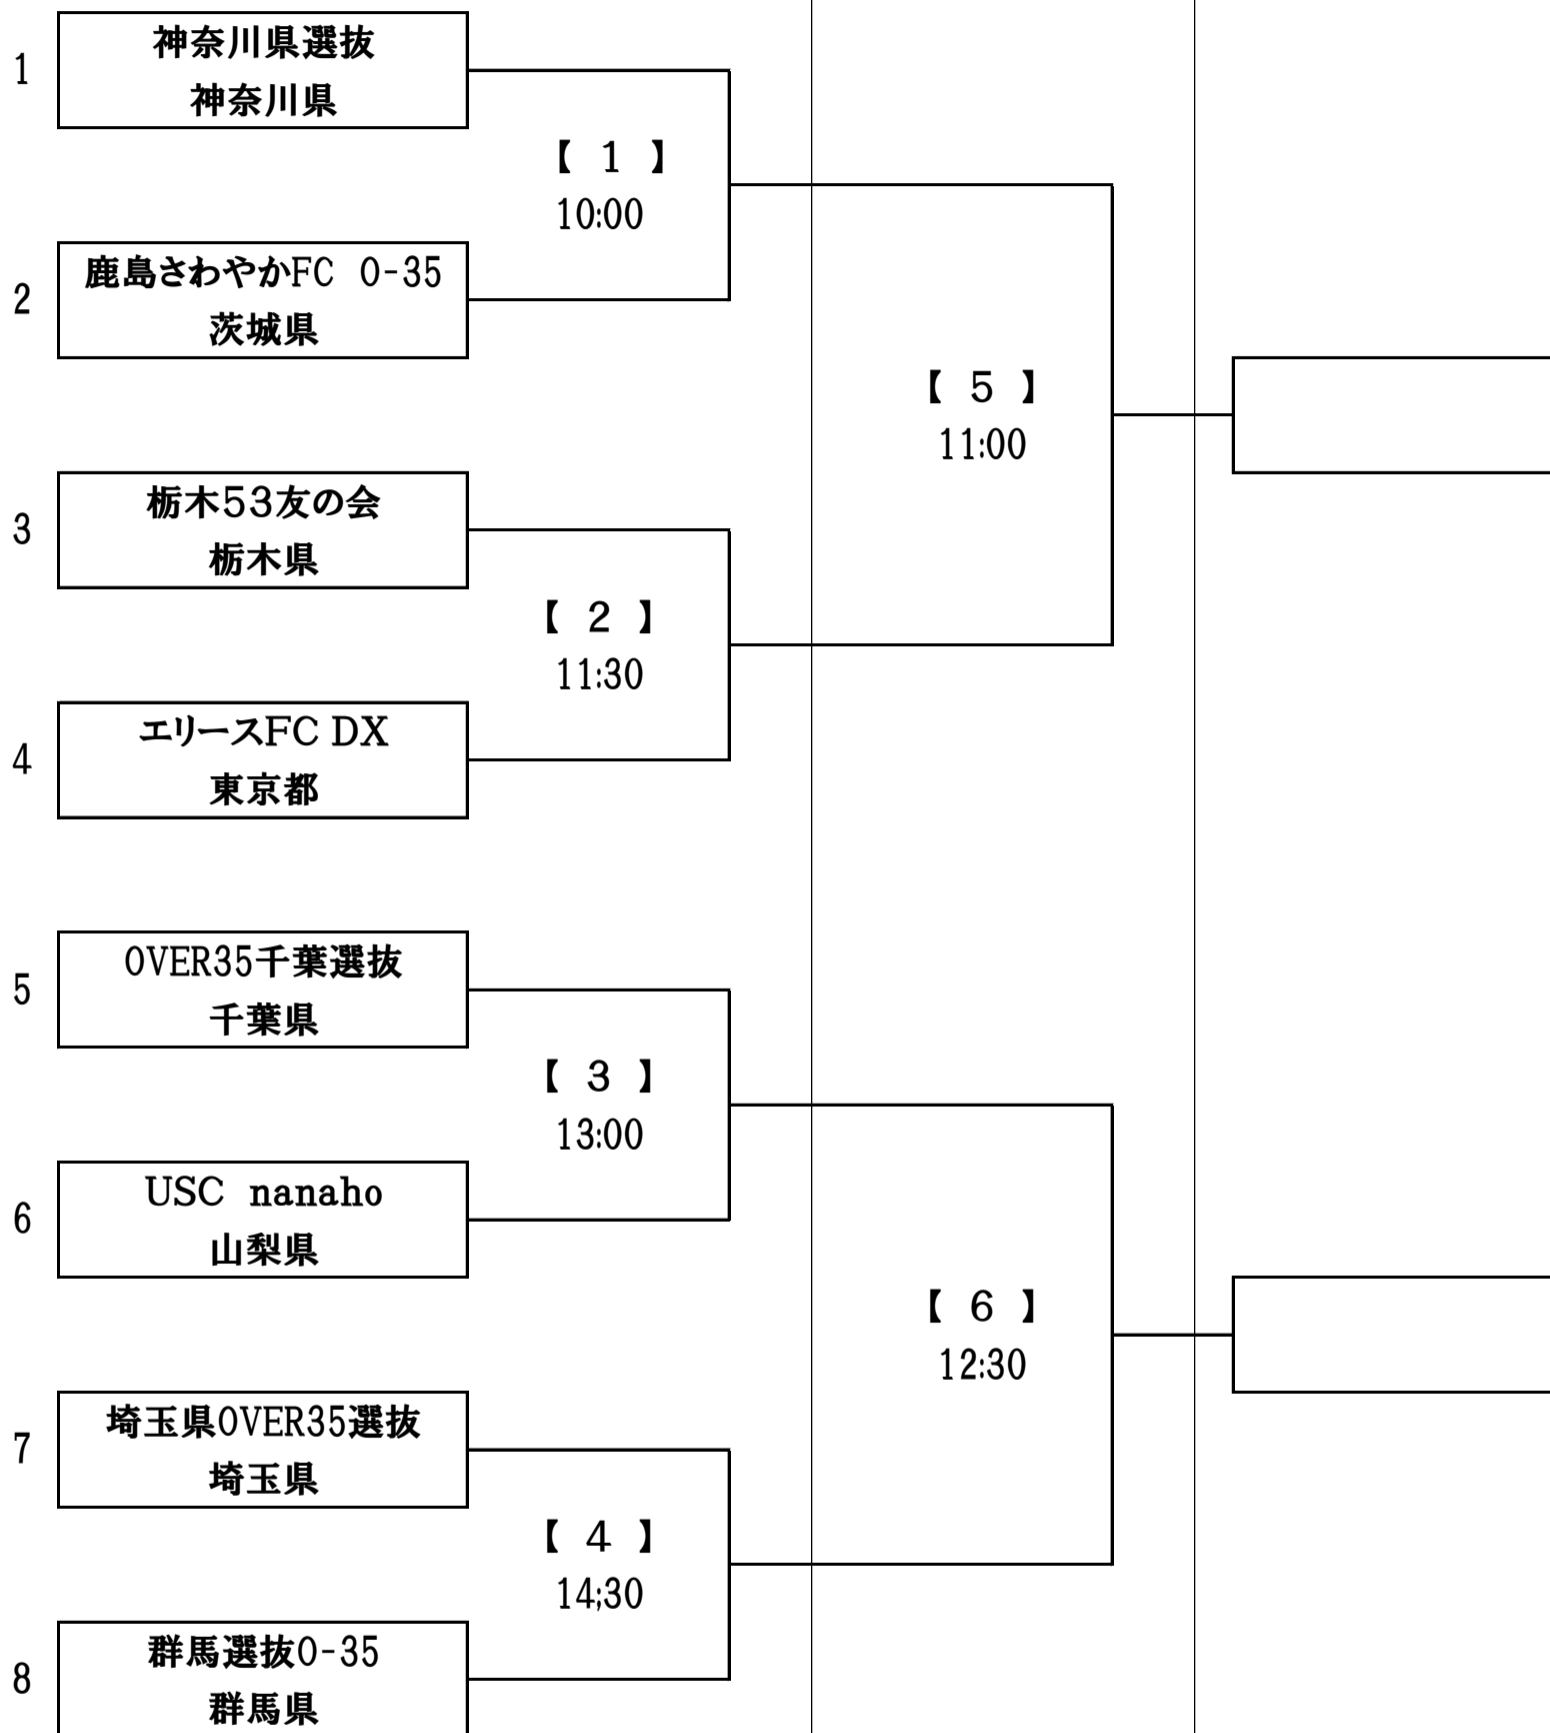 1
神奈川県選抜
神奈川県
【 1 】
10:00
2
鹿島さわやかFC　O-35
茨城県
【 5 】
11:00
3
栃木53友の会
栃木県
【 2 】
11:30
4
エリースFC DX
東京都
5
OVER35千葉選抜
千葉県
【 3 】
13:00
6
USC nanaho
山梨県
【 6 】
12:30
7
埼玉県OVER35選抜
埼玉県
【 4 】
14;30
8
群馬選抜O-35
群馬県